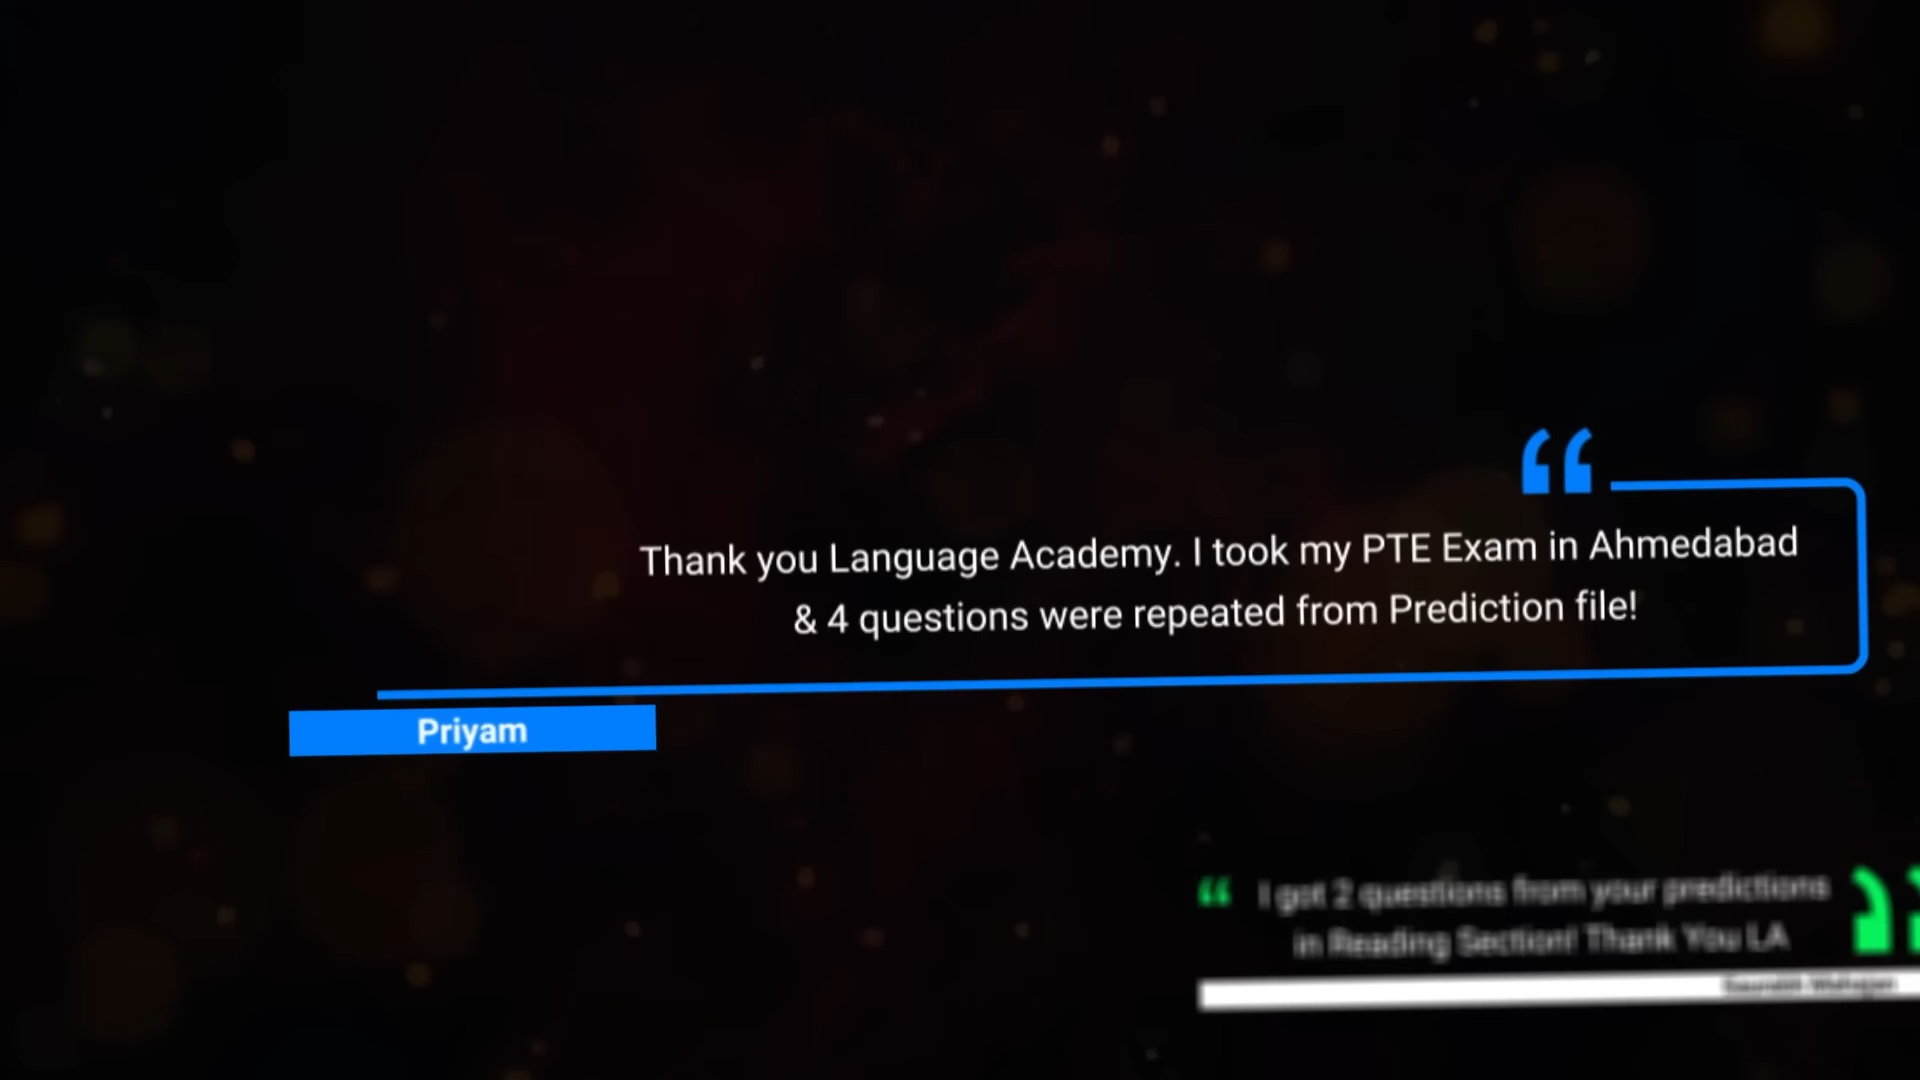 “
Thank you Language Academy. I took my PTE Exam in Ahmedabad
& 4 questions were repeated from Prediction file!
Priyam
“ I got 2 questions from your predictions ”
in Reading Section! Thank You LA